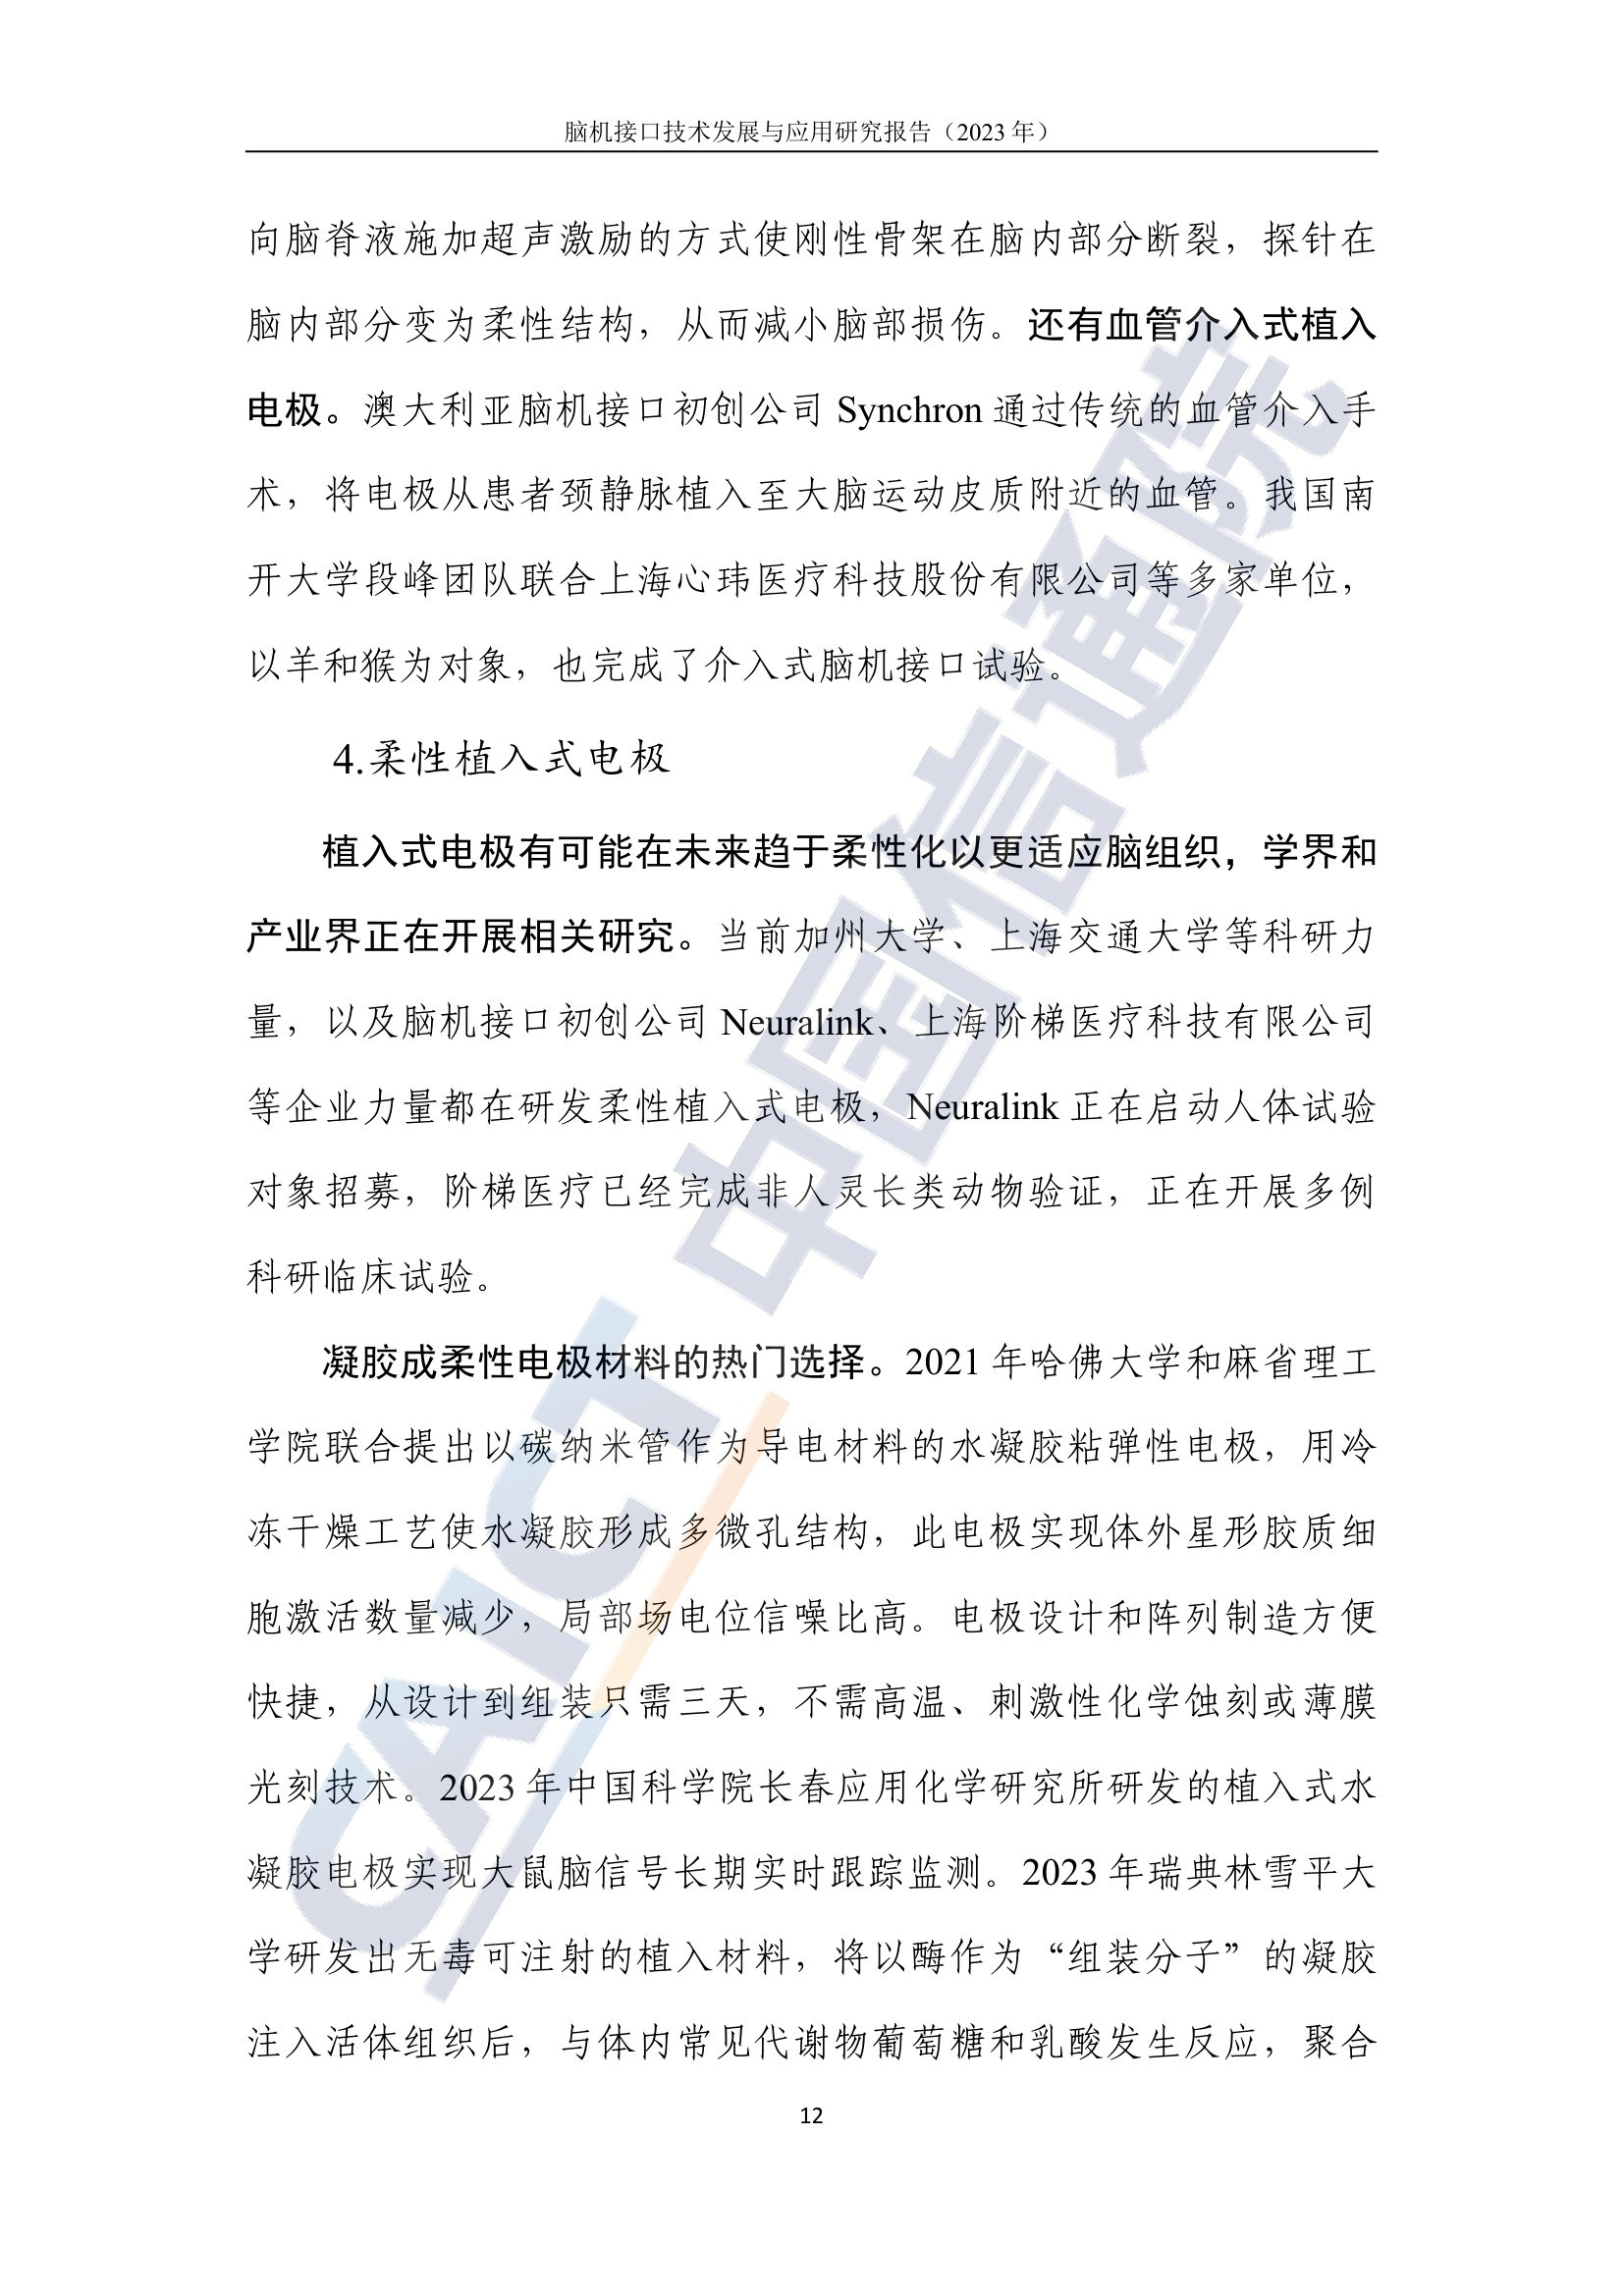 脑机接口技术发展与应用研究报告（2023 年）
向脑脊液施加超声激励的方式使刚性骨架在脑内部分断裂，探针在
脑内部分变为柔性结构，从而减小脑部损伤。还有血管介入式植入
电极。澳大利亚脑机接口初创公司 Synchron 通过传统的血管介入手
术，将电极从患者颈静脉植入至大脑运动皮质附近的血管。我国南
开大学段峰团队联合上海心玮医疗科技股份有限公司等多家单位，
以羊和猴为对象，也完成了介入式脑机接口试验。
4.柔性植入式电极
植入式电极有可能在未来趋于柔性化以更适应脑组织，学界和
产业界正在开展相关研究。当前加州大学、上海交通大学等科研力
量，以及脑机接口初创公司 Neuralink、上海阶梯医疗科技有限公司
等企业力量都在研发柔性植入式电极，Neuralink 正在启动人体试验
对象招募，阶梯医疗已经完成非人灵长类动物验证，正在开展多例
科研临床试验。
凝胶成柔性电极材料的热门选择。2021 年哈佛大学和麻省理工
学院联合提出以碳纳米管作为导电材料的水凝胶粘弹性电极，用冷
冻干燥工艺使水凝胶形成多微孔结构，此电极实现体外星形胶质细
胞激活数量减少，局部场电位信噪比高。电极设计和阵列制造方便
快捷，从设计到组装只需三天，不需高温、刺激性化学蚀刻或薄膜
光刻技术。2023 年中国科学院长春应用化学研究所研发的植入式水
凝胶电极实现大鼠脑信号长期实时跟踪监测。2023 年瑞典林雪平大
学研发出无毒可注射的植入材料，将以酶作为“组装分子”的凝胶
注入活体组织后，与体内常见代谢物葡萄糖和乳酸发生反应，聚合
12
CAICT 中国信通院